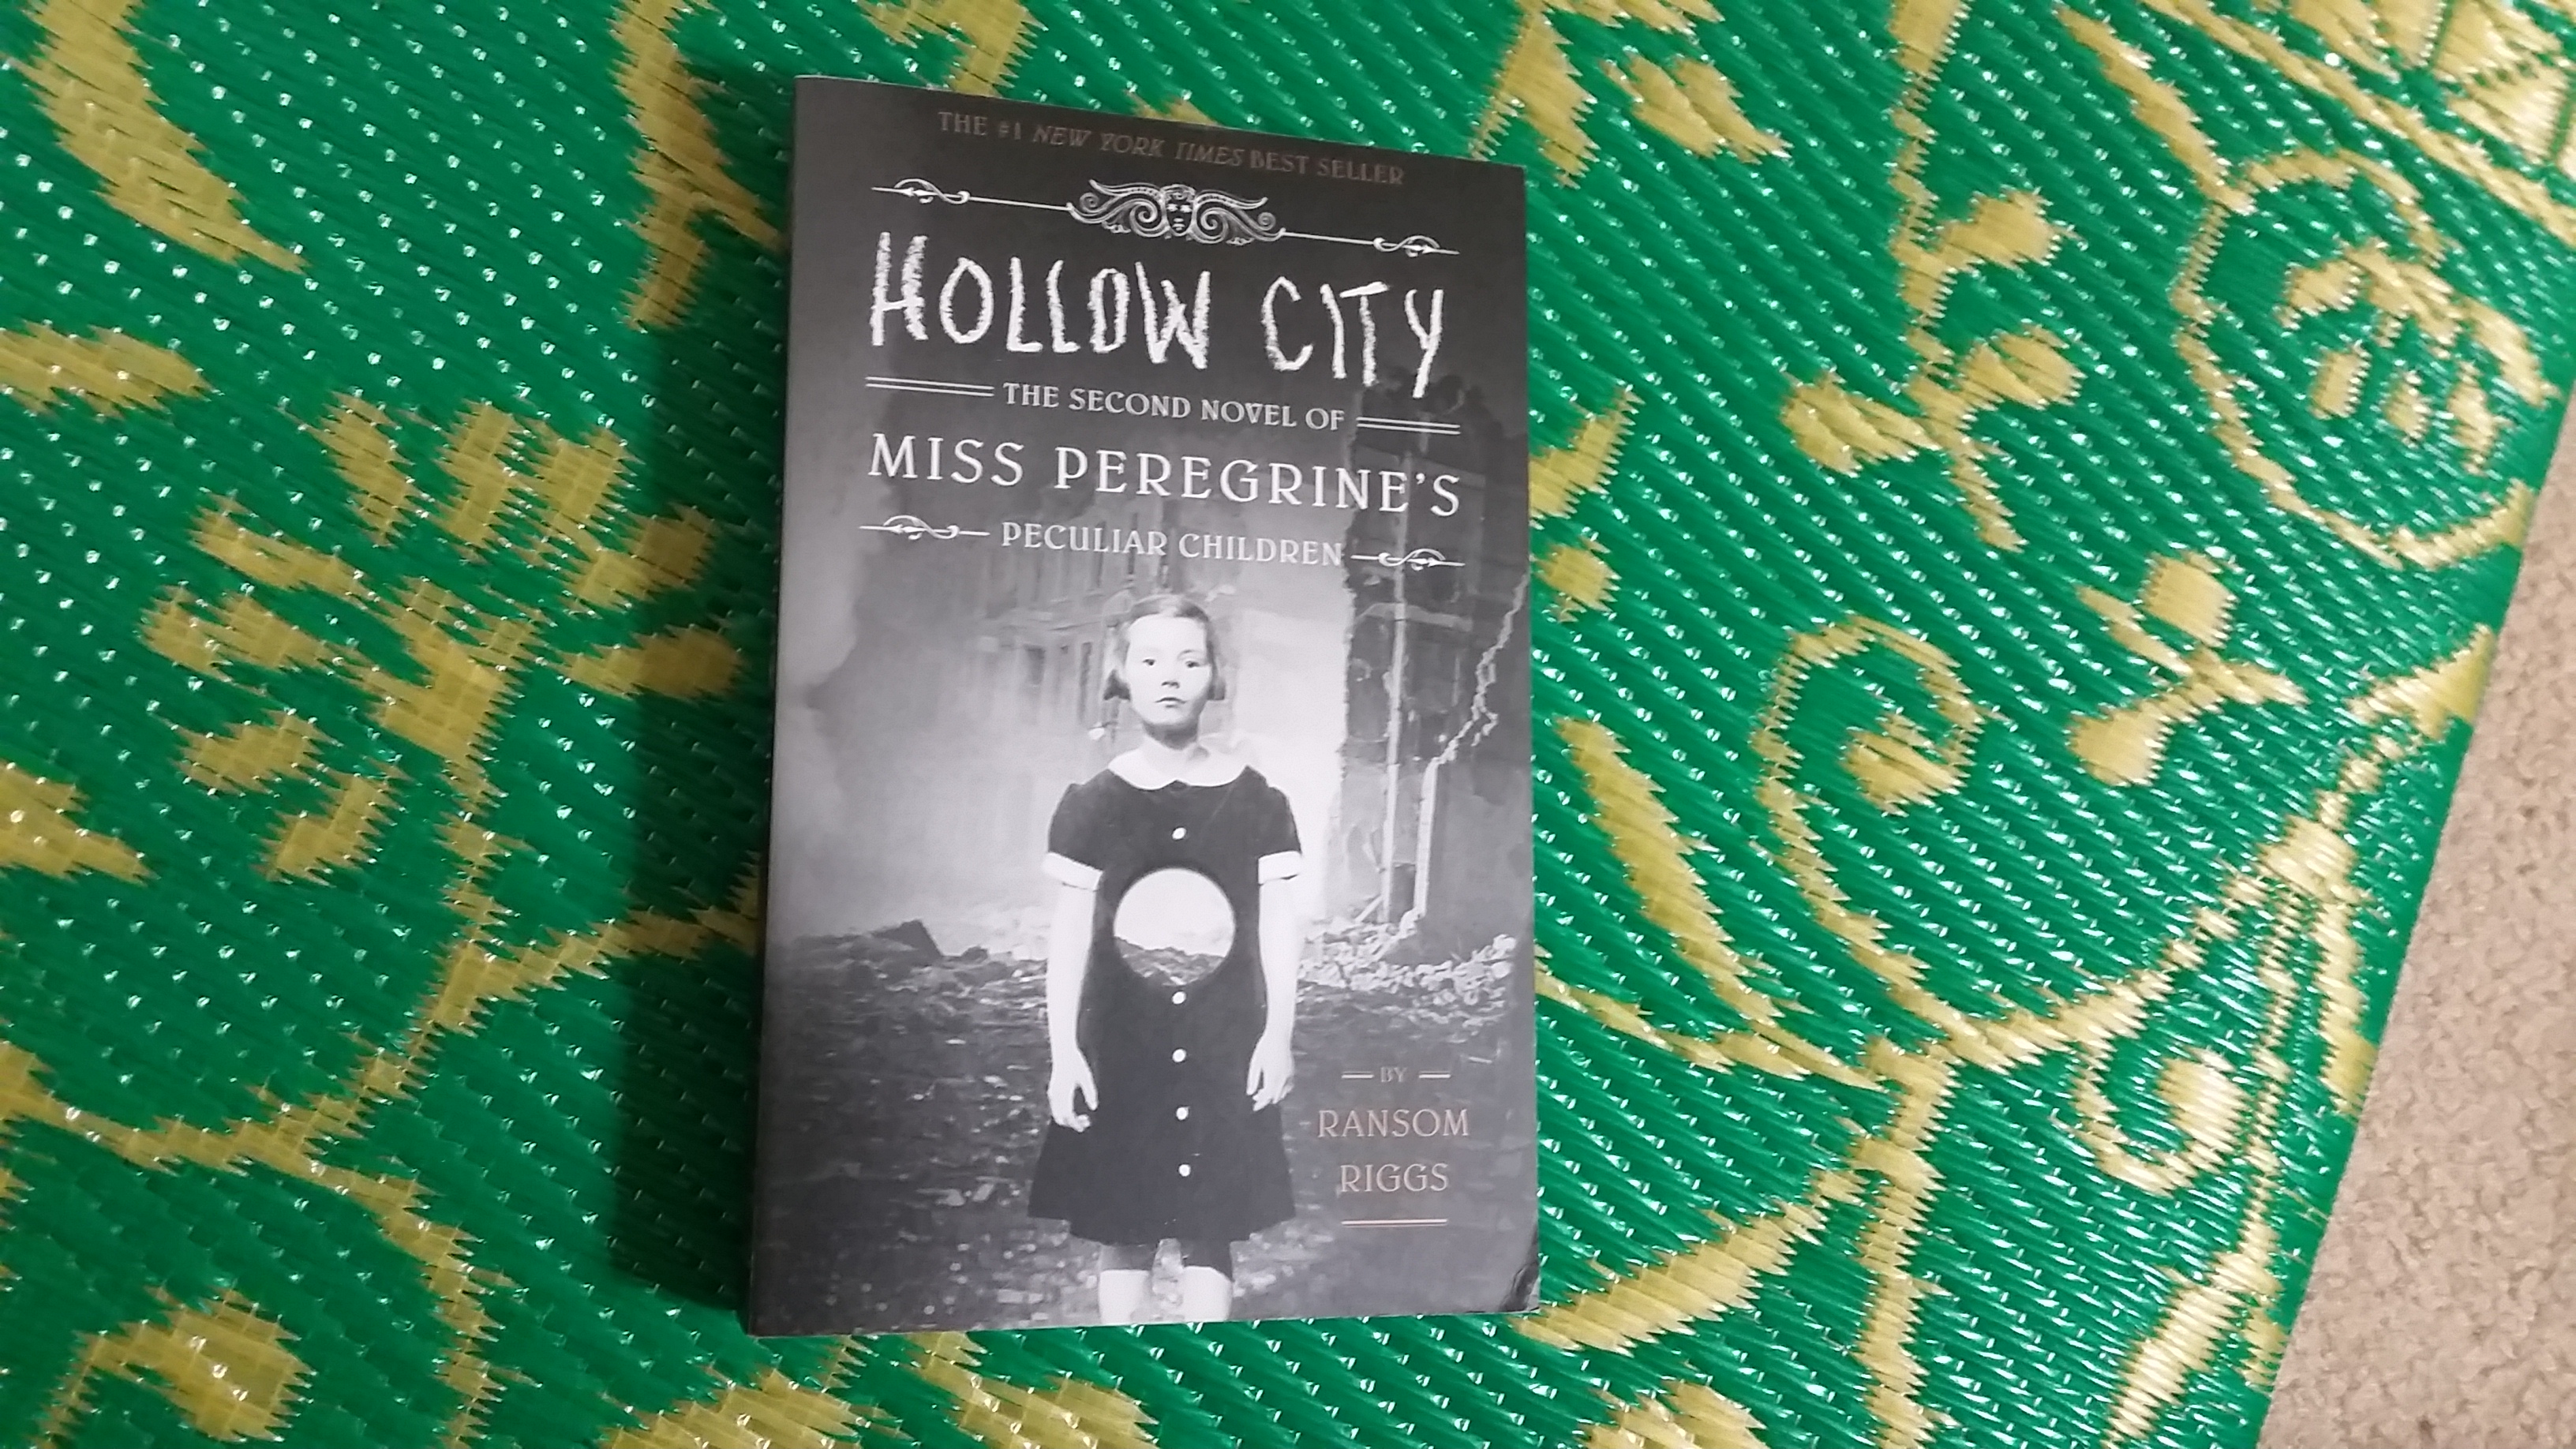 THE #1 NEW YORK TIMES BEST SELLER
HOLLOW CITY
THE SECOND NOVEL OF
MISS PEREGRINE'S
PECULIAR CHILDREN
BY
RANSOM
RIGGS